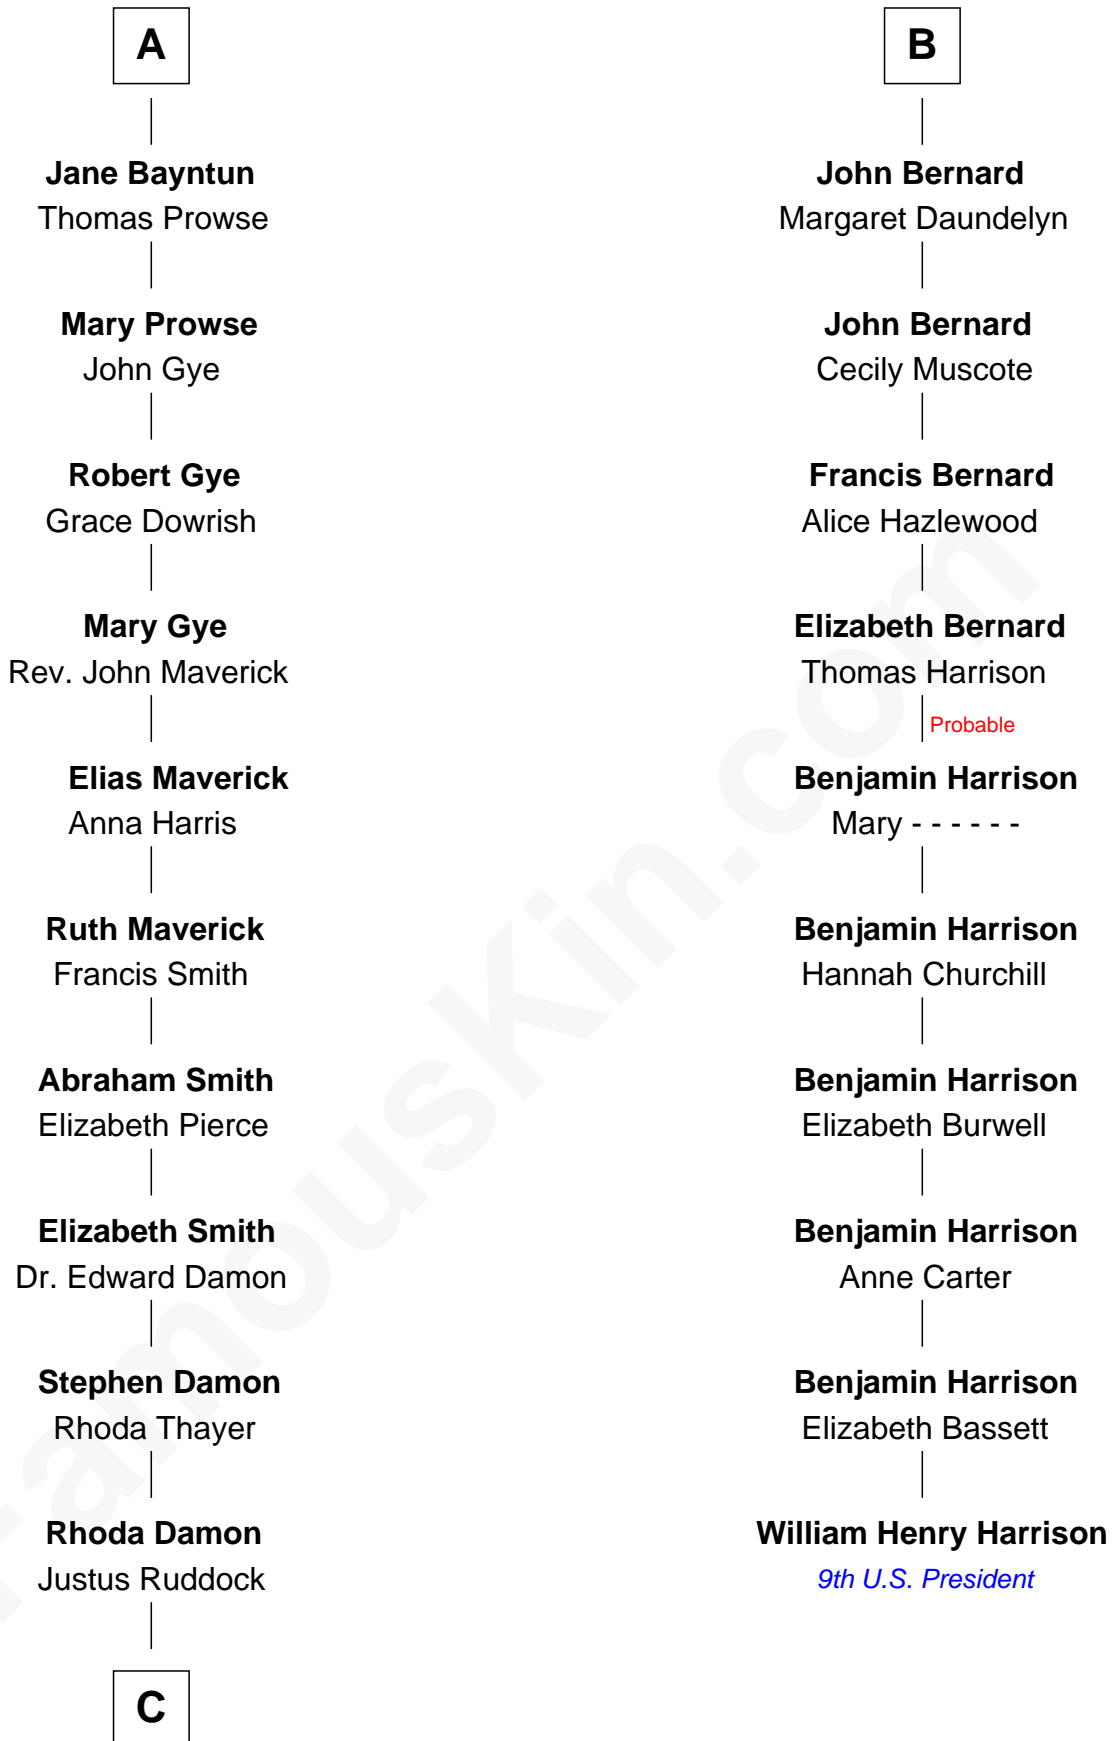 A
Jane Bayntun
Thomas Prowse
Mary Prowse
John Gye
Robert Gye
Grace Dowrish
Mary Gye
Rev. John Maverick
Elias Maverick
Anna Harris
Ruth Maverick
Francis Smith
Abraham Smith
Elizabeth Pierce
Elizabeth Smith
Dr. Edward Damon
Stephen Damon
Rhoda Thayer
Rhoda Damon
Justus Ruddock
C
B
John Bernard
Margaret Daundelyn
John Bernard
Cecily Muscote
Francis Bernard
Alice Hazlewood
Elizabeth Bernard
Thomas Harrison
Probable
Benjamin Harrison
Mary - - - - - -
Benjamin Harrison
Hannah Churchill
Benjamin Harrison
Elizabeth Burwell
Benjamin Harrison
Anne Carter
Benjamin Harrison
Elizabeth Bassett
William Henry Harrison
9th U.S. President
FamousKin.com